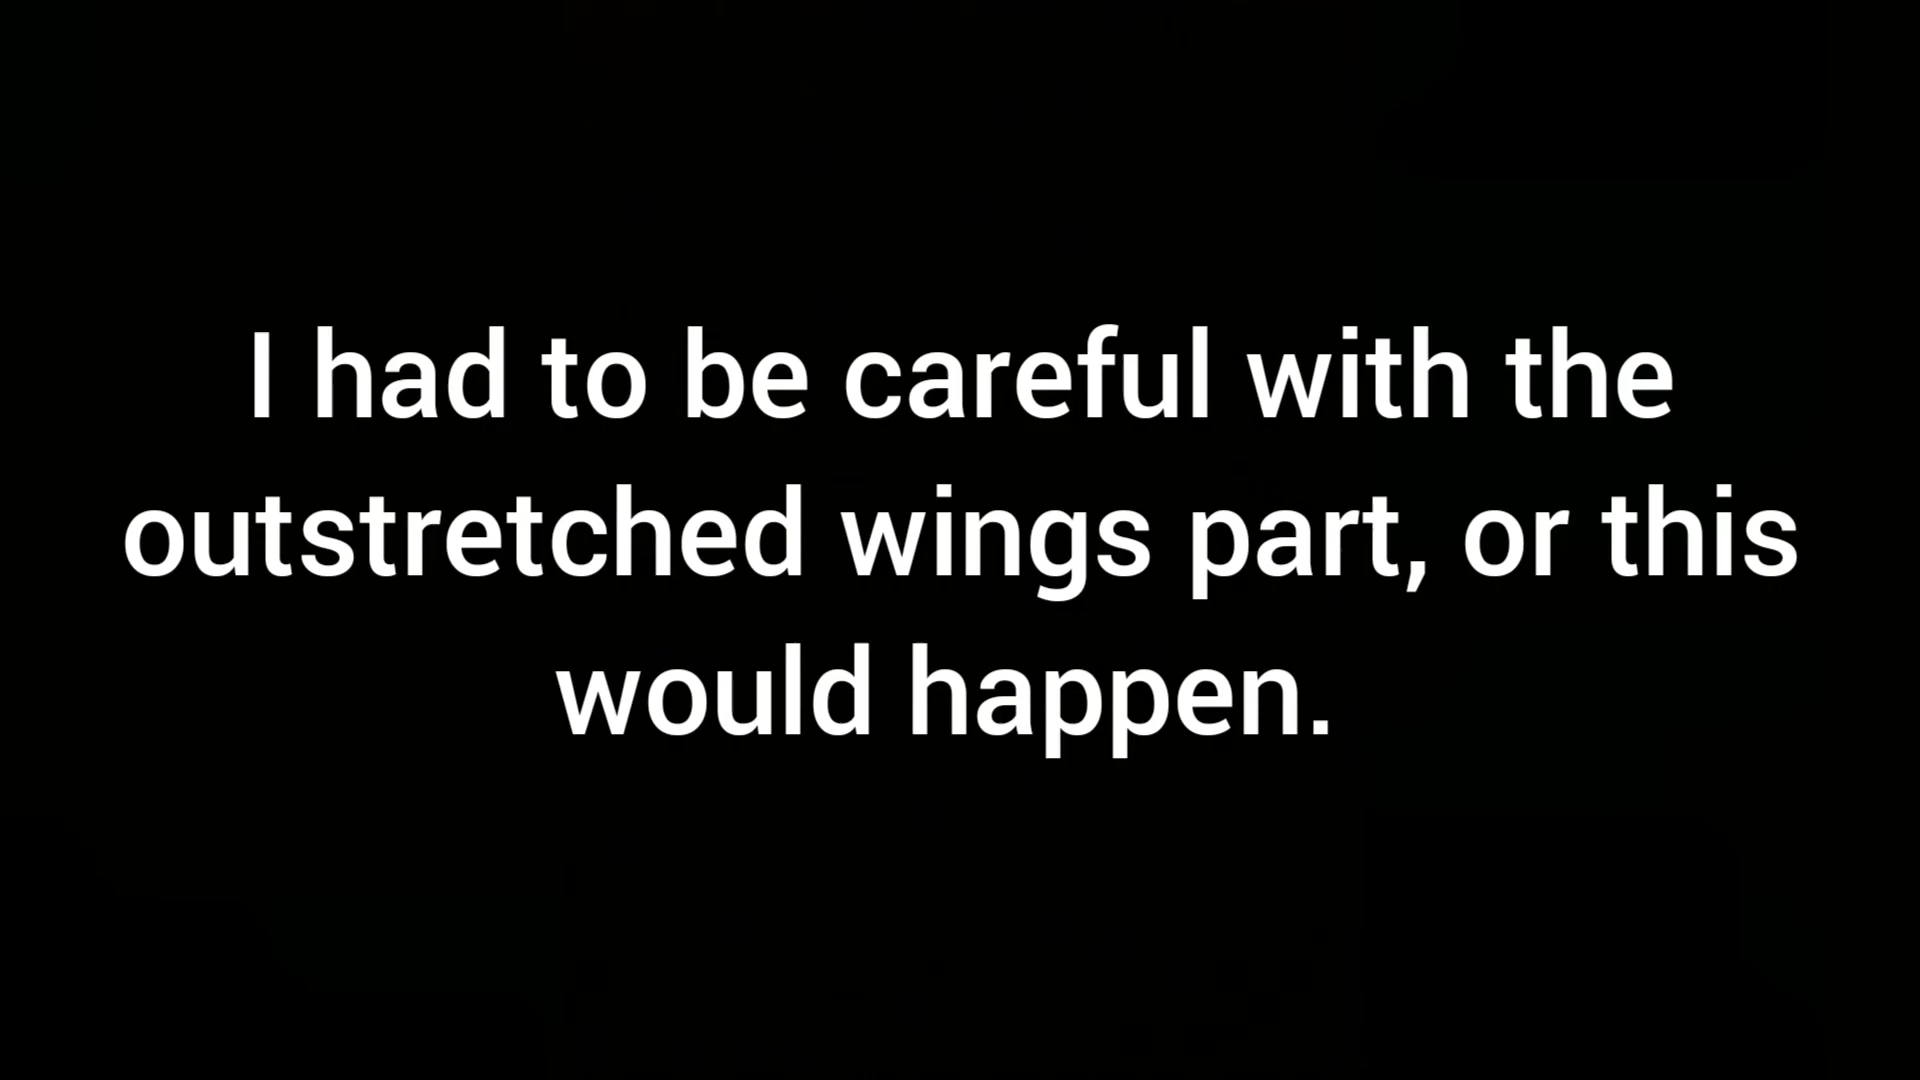 I had to be careful with the
outstretched wings part, or this
would happen.